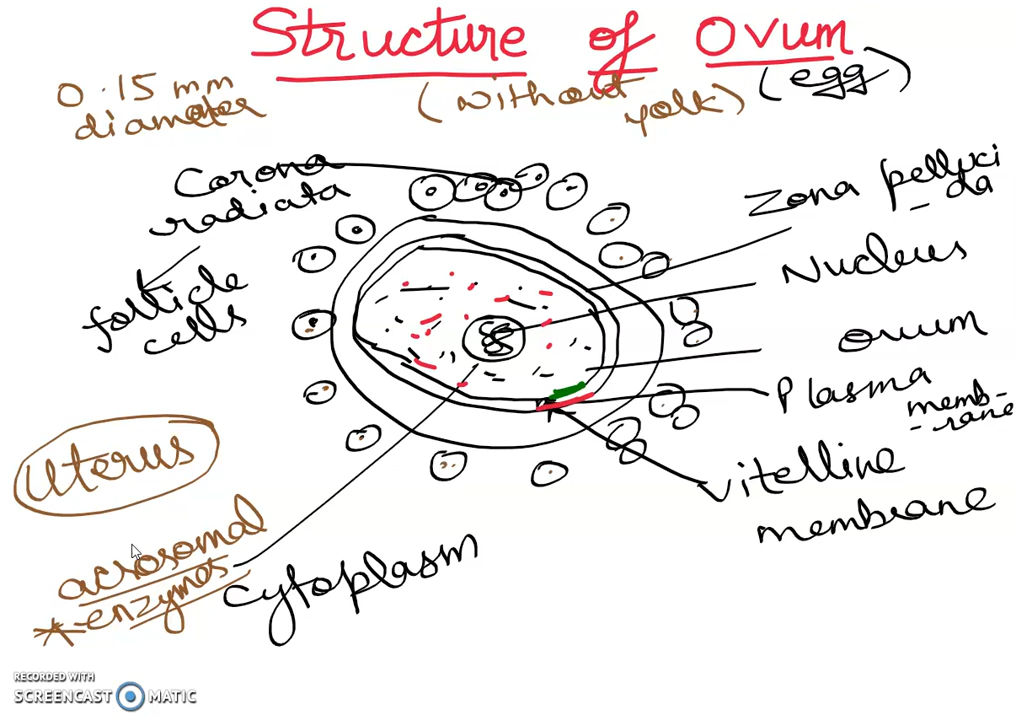 Structure of Ovum
(egg)
0.15 mm
diameter
(without
yolk)
Corona
radiata
follicle
cells
Zona pelluci
- da
Nucleus
ovum
Plasma
memb-
-rane
vitelline
membrane
Uterus
acrosomal
*enzymes
cytoplasm
RECORDED WITH
SCREENCAST MATIC